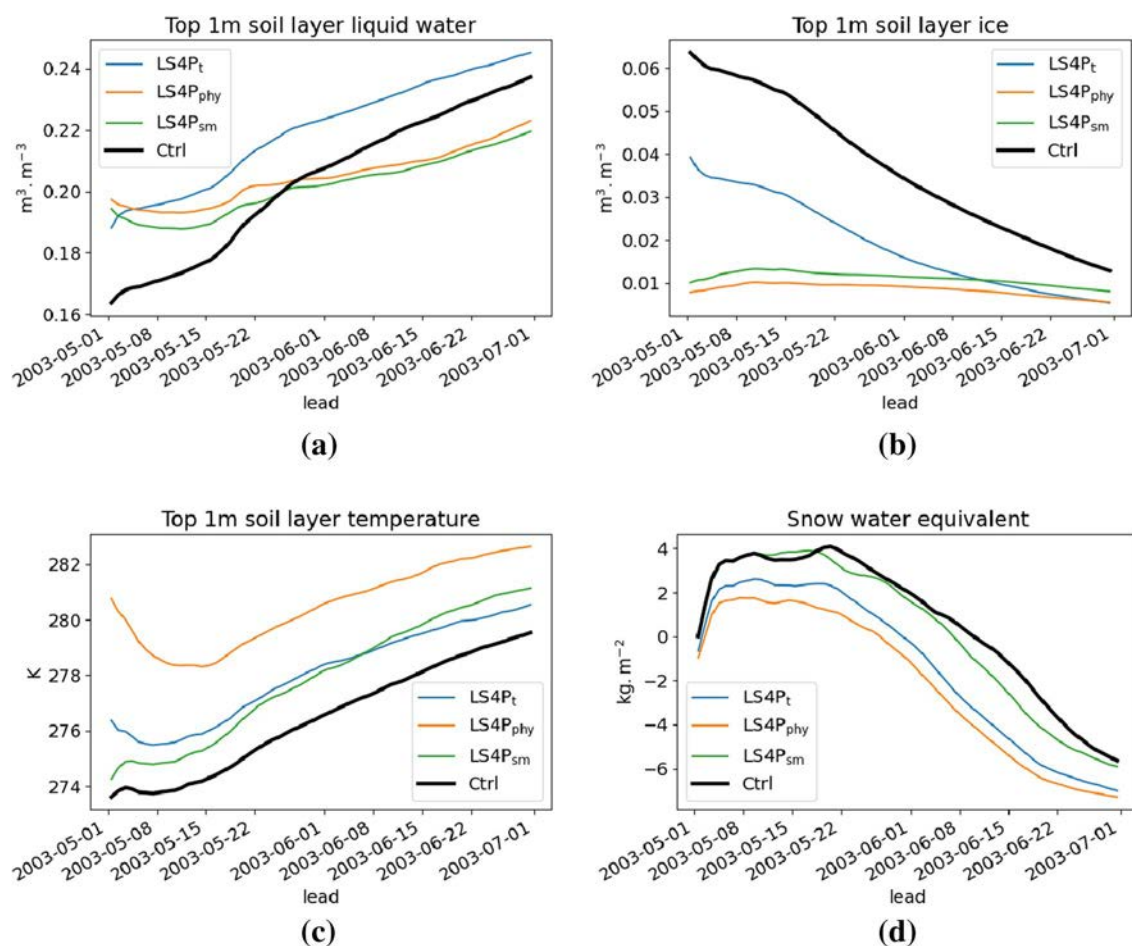 Top 1m soil layer liquid water
LS4Pt
LS4Pphy
LS4Psm
Ctrl
0.24
0.22
0.20
0.18
0.16
m³. m⁻³
2003-05-01
2003-05-08
2003-05-15
2003-05-22
2003-06-01
2003-06-08
2003-06-15
2003-06-22
2003-07-01
lead
(a)
Top 1m soil layer ice
LS4Pt
LS4Pphy
LS4Psm
Ctrl
0.06
0.05
0.04
0.03
0.02
0.01
m³. m⁻³
2003-05-01
2003-05-08
2003-05-15
2003-05-22
2003-06-01
2003-06-08
2003-06-15
2003-06-22
2003-07-01
lead
(b)
Top 1m soil layer temperature
282
280
278
276
274
K
LS4Pt
LS4Pphy
LS4Psm
Ctrl
2003-05-01
2003-05-08
2003-05-15
2003-05-22
2003-06-01
2003-06-08
2003-06-15
2003-06-22
2003-07-01
lead
(c)
Snow water equivalent
4
2
0
−2
−4
−6
kg. m⁻²
LS4Pt
LS4Pphy
LS4Psm
Ctrl
2003-05-01
2003-05-08
2003-05-15
2003-05-22
2003-06-01
2003-06-08
2003-06-15
2003-06-22
2003-07-01
lead
(d)